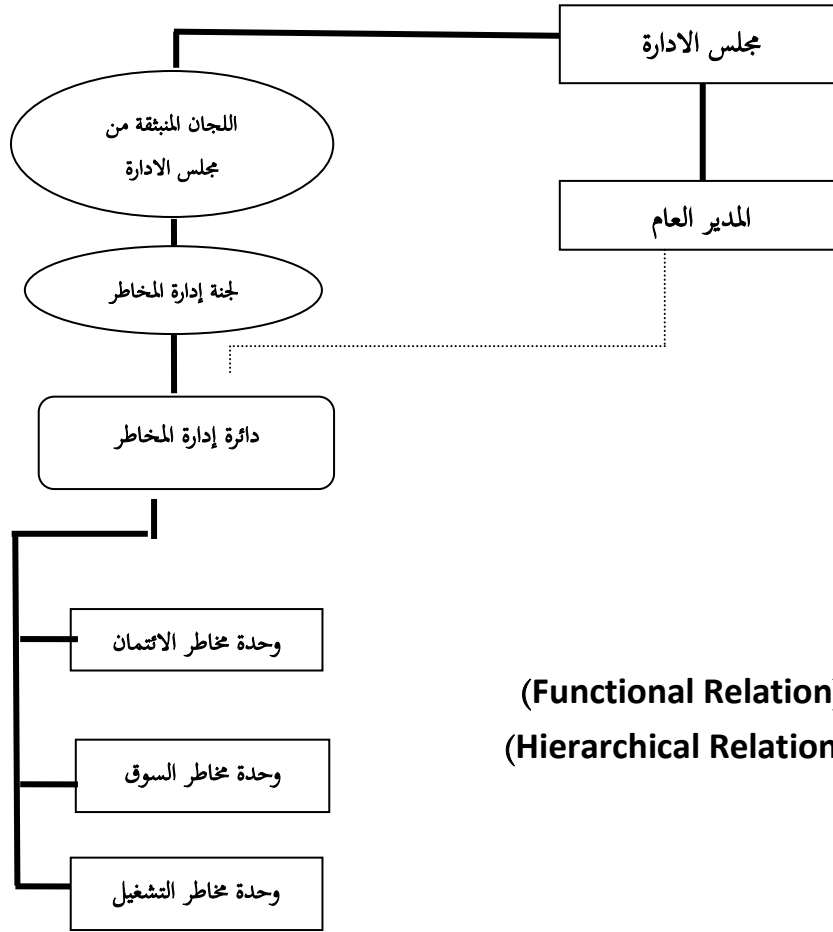 مجلس الادارة
اللجان المنبثقة من
مجلس الادارة
المدير العام
لجنة إدارة المخاطر
دائرة إدارة المخاطر
وحدة مخاطر الائتمان
(Functional Relation)
(Hierarchical Relation
وحدة مخاطر السوق
وحدة مخاطر التشغيل